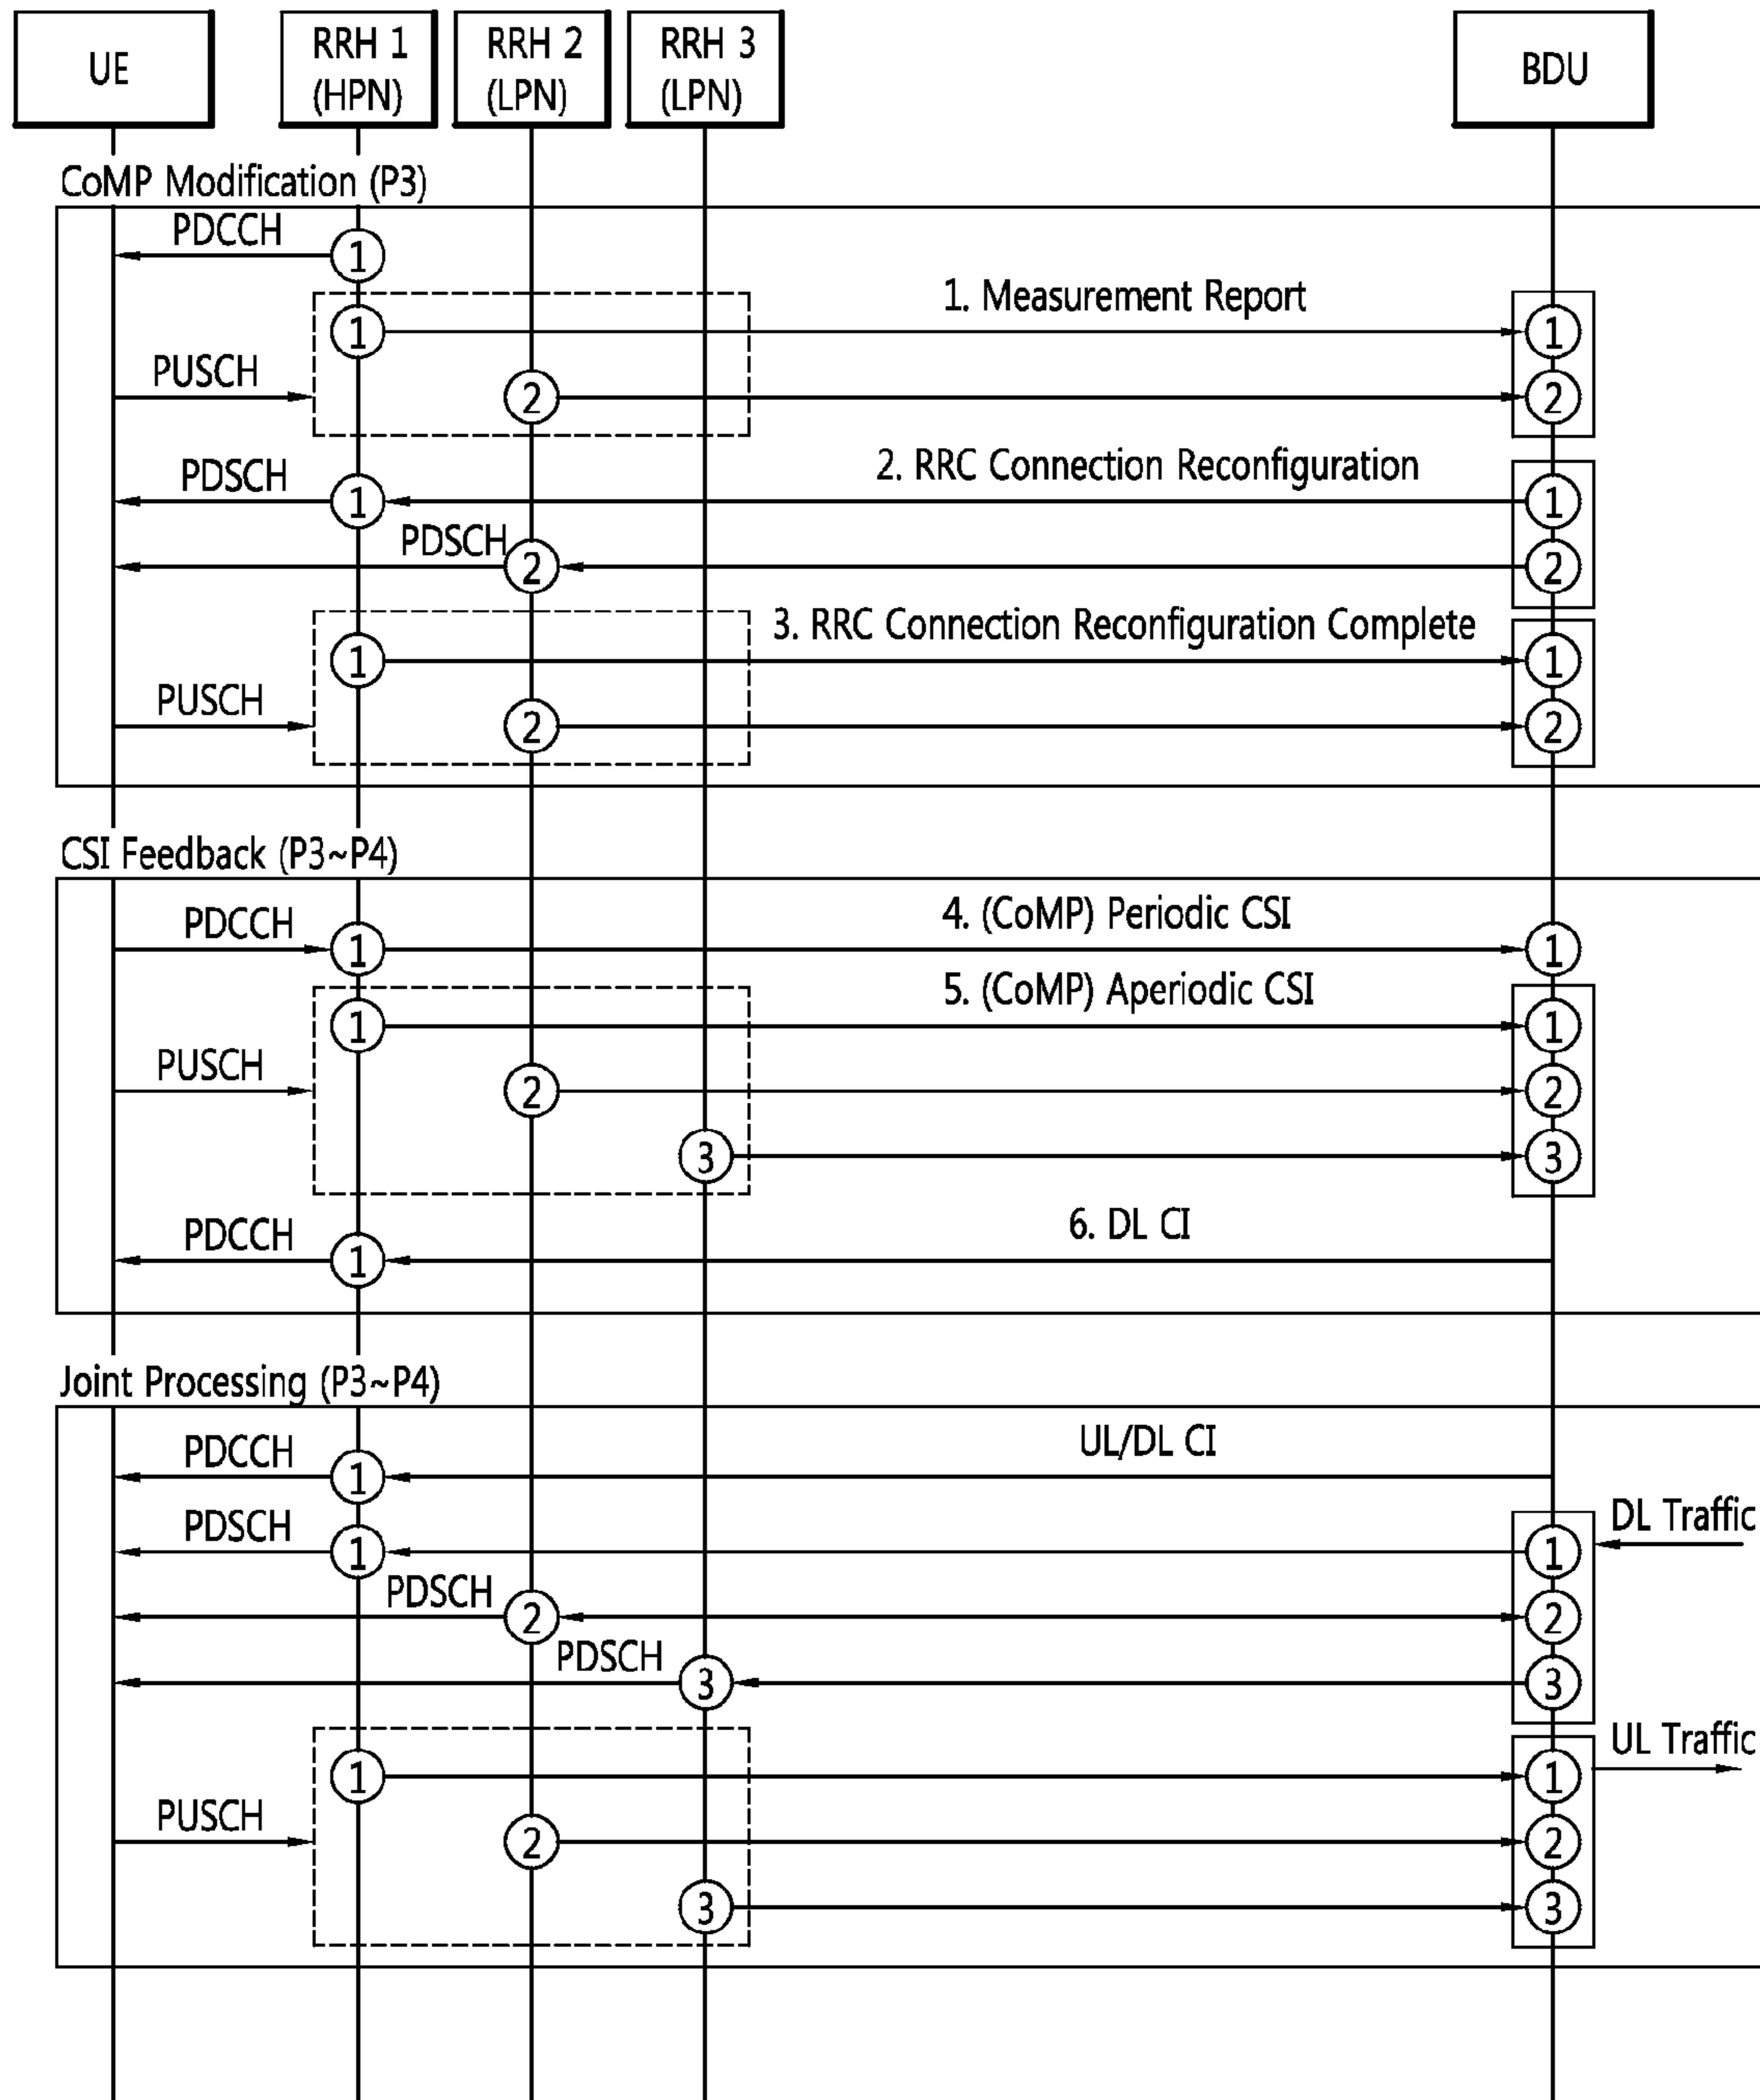 UE
RRH 1
(HPN)
RRH 2
(LPN)
RRH 3
(LPN)
BDU
CoMP Modification (P3)
PDCCH
1
1. Measurement Report
1
1
PUSCH
2
2
2. RRC Connection Reconfiguration
PDSCH
1
1
PDSCH
2
2
3. RRC Connection Reconfiguration Complete
1
1
PUSCH
2
2
CSI Feedback (P3~P4)
4. (CoMP) Periodic CSI
PDCCH
1
1
5. (CoMP) Aperiodic CSI
1
1
PUSCH
2
2
3
3
6. DL CI
PDCCH
1
Joint Processing (P3~P4)
UL/DL CI
PDCCH
1
DL Traffic
PDSCH
1
1
PDSCH
2
2
PDSCH
3
3
UL Traffic
1
1
PUSCH
2
2
3
3